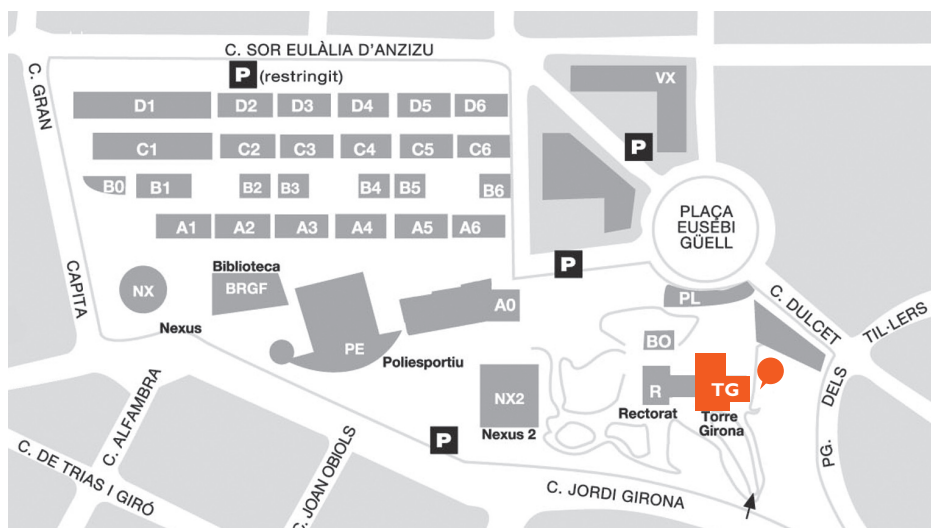 C. SOR EULÀLIA D'ANZIZU
P (restringit)
C. GRAN
CAPITA
VX
D1 D2 D3 D4 D5 D6
C1 C2 C3 C4 C5 C6
P
B0 B1 B2 B3 B4 B5 B6
A1 A2 A3 A4 A5 A6
PLAÇA
EUSEBI
GÜELL
P
Biblioteca
BRGF
NX
Nexus
A0
PL
C. DULCET
TIL·LERS
DELS
PG.
PE
Poliesportiu
BO
R
Rectorat
TG
Torre
Girona
NX2
Nexus 2
P
C. ALFAMBRA
C. DE TRIAS I GIRÓ
C. JOAN OBIOLS
C. JORDI GIRONA